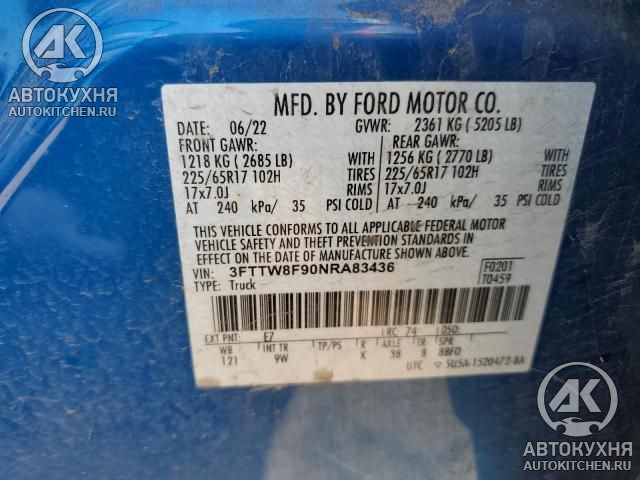 АВТОКУХНЯ
AUTOKITCHEN.RU
MFD. BY FORD MOTOR CO.
DATE: 06/22 GVWR: 2361 KG ( 5205 LB)
FRONT GAWR: REAR GAWR:
1218 KG ( 2685 LB) WITH 1256 KG ( 2770 LB) WITH
225/65R17 102H TIRES 225/65R17 102H TIRES
17x7.0J RIMS 17x7.0J RIMS
AT 240 kPa/ 35 PSI COLD AT 240 kPa/ 35 PSI COLD
THIS VEHICLE CONFORMS TO ALL APPLICABLE FEDERAL MOTOR
VEHICLE SAFETY AND THEFT PREVENTION STANDARDS IN
EFFECT ON THE DATE OF MANUFACTURE SHOWN ABOVE.
VIN: 3FTTW8F90NRA83436 F0201
TYPE: Truck T0459
EXT PNT: E7 RC: 74 DSO:
WB INT TR TP/PS R AXLE TR SPR
121 9W K 38 8 8BFD
UTC 5U5A-1520472-BA
АВТОКУХНЯ
AUTOKITCHEN.RU